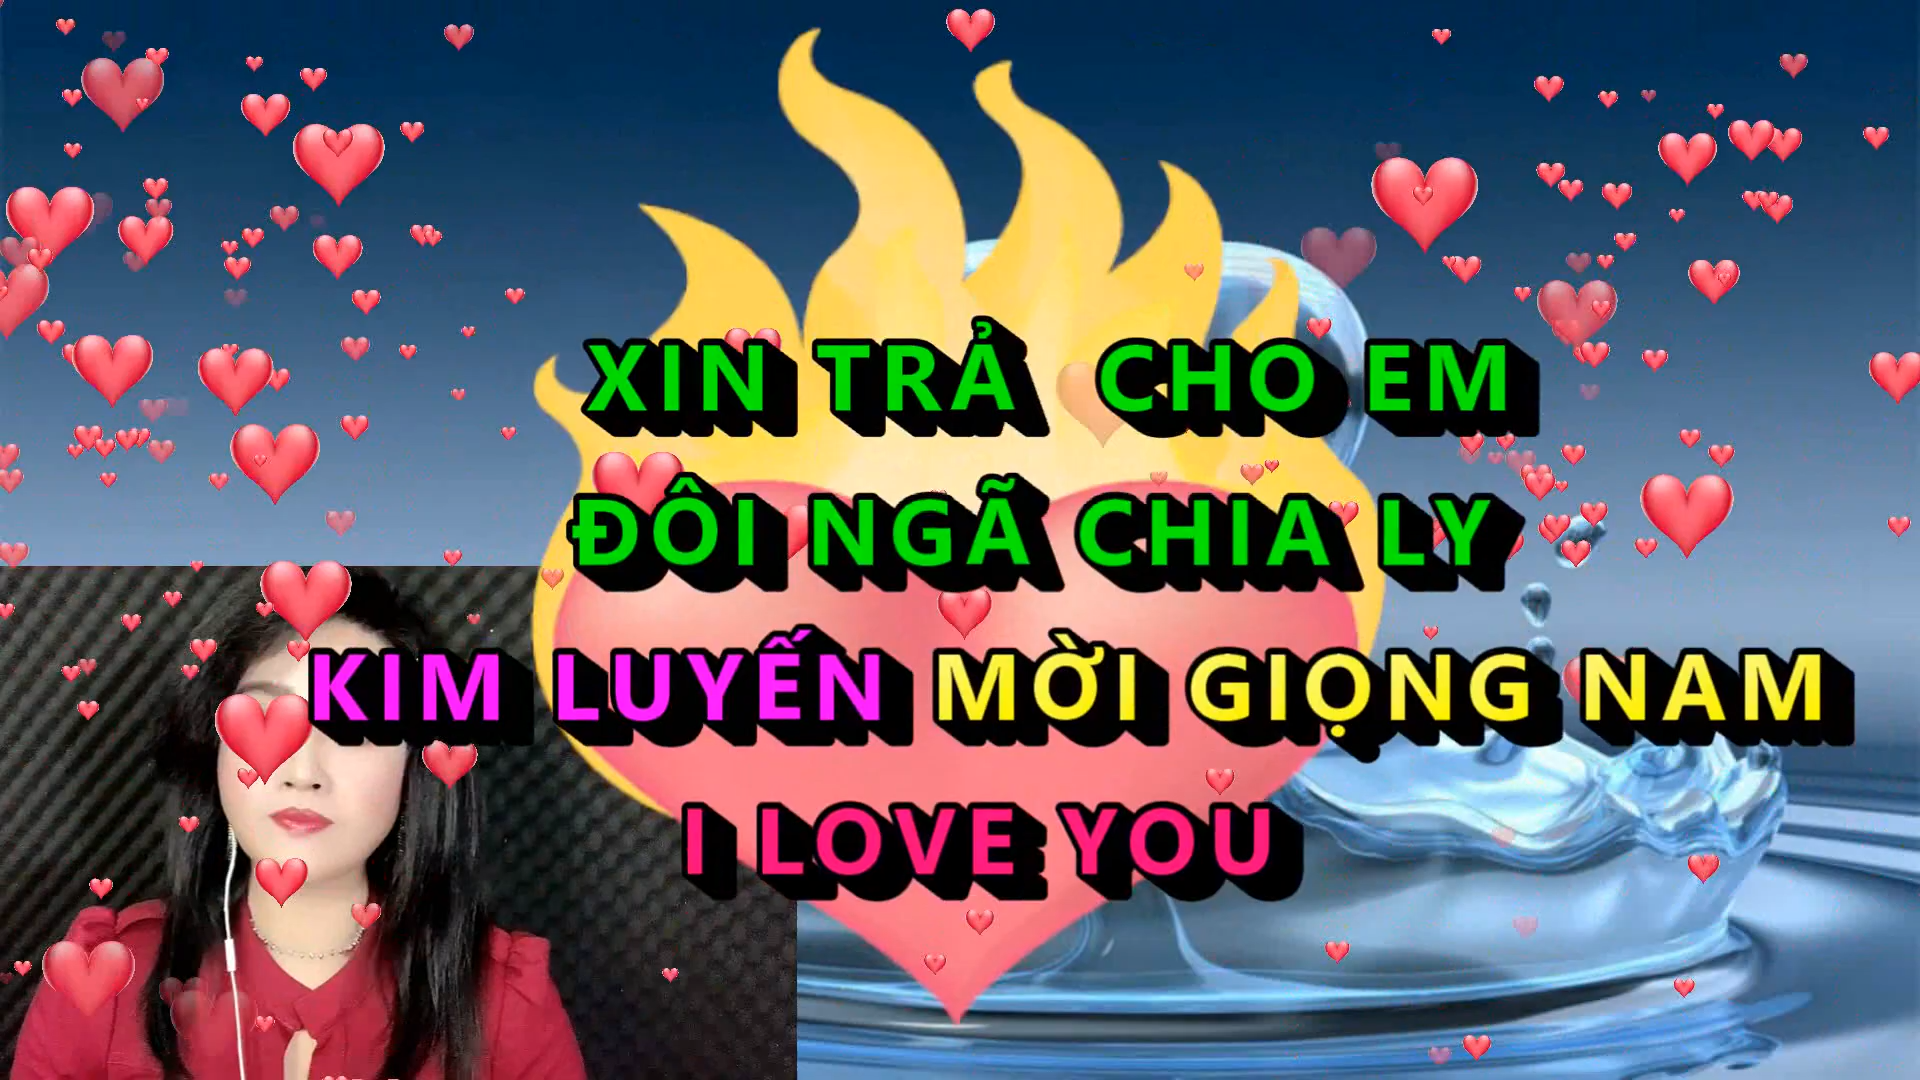 XIN TRẢ CHO EM
ĐÔI NGÃ CHIA LY
KIM LUYẾN MỜI GIỌNG NAM
I LOVE YOU